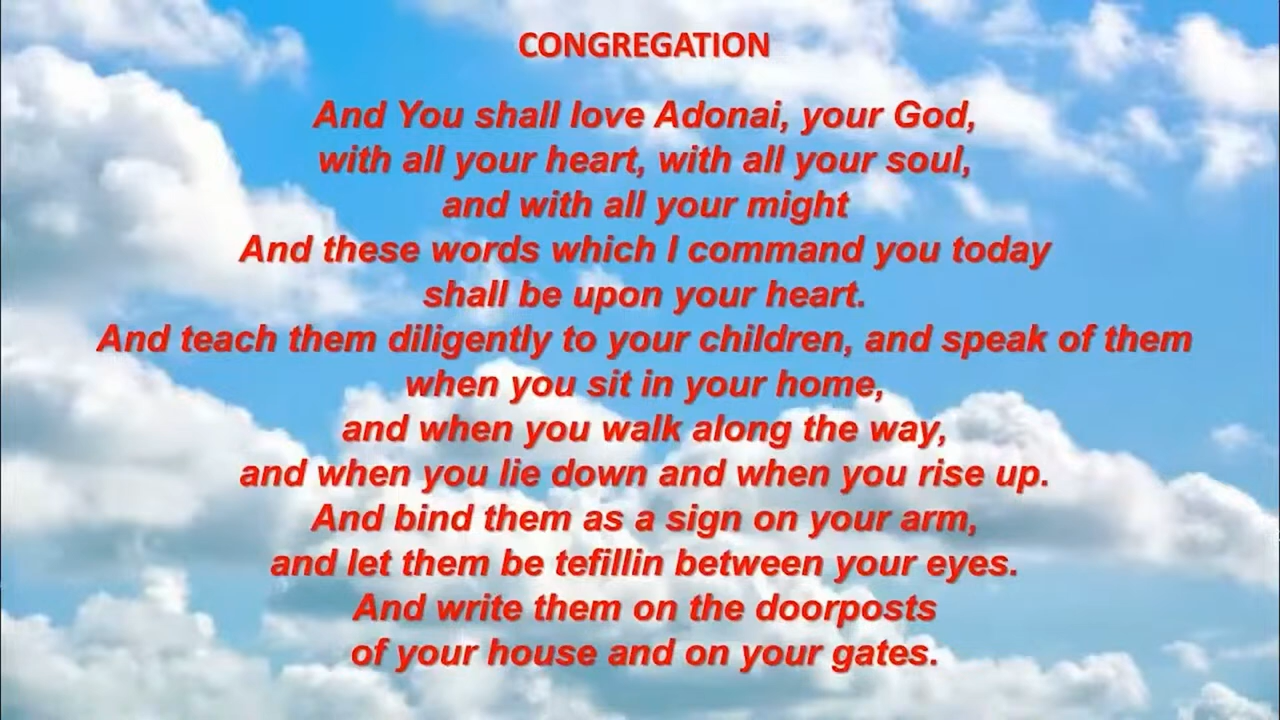 CONGREGATION
And You shall love Adonai, your God,
with all your heart, with all your soul,
and with all your might
And these words which I command you today
shall be upon your heart.
And teach them diligently to your children, and speak of them
when you sit in your home,
and when you walk along the way,
and when you lie down and when you rise up.
And bind them as a sign on your arm,
and let them be tefillin between your eyes.
And write them on the doorposts
of your house and on your gates.